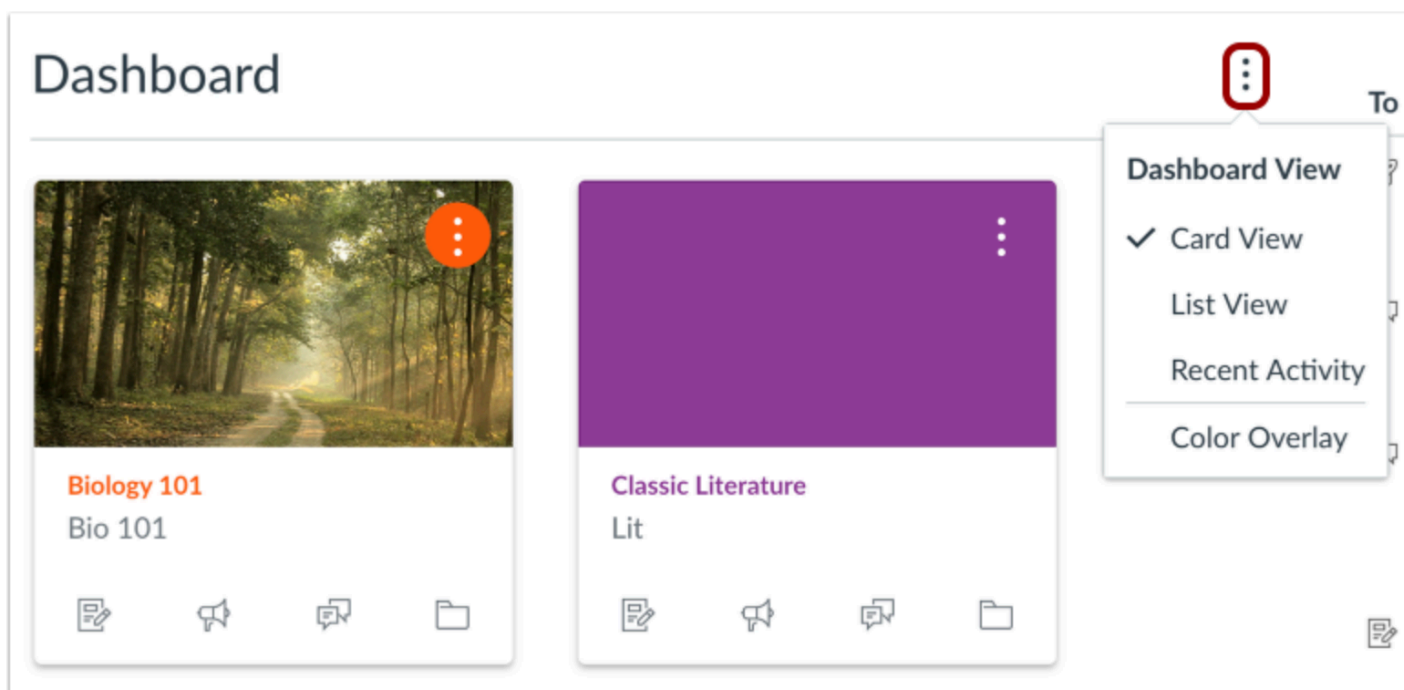 Dashboard
To
Dashboard View
Card View
List View
Recent Activity
Color Overlay
Biology 101
Bio 101
Classic Literature
Lit